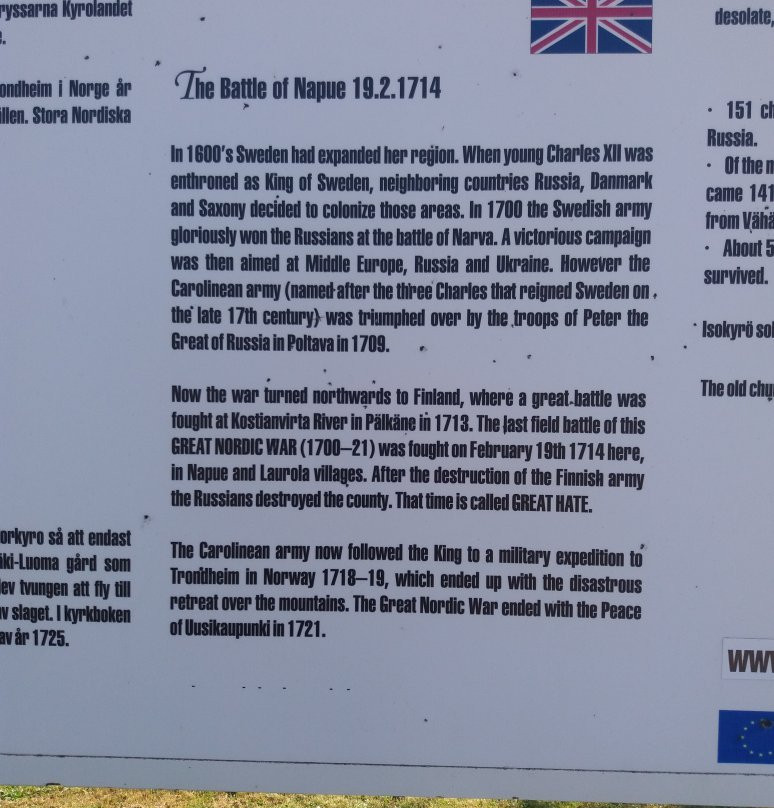 ryssarna Kyrolandet
ondheim i Norge år
illen. Stora Nordiska
orkyro så att endast
äki-Luoma gård som
lev tvungen att fly till
av slaget. I kyrkboken
av år 1725.
The Battle of Napue 19.2.1714
In 1600's Sweden had expanded her region. When young Charles XII was
enthroned as King of Sweden, neighboring countries Russia, Danmark
and Saxony decided to colonize those areas. In 1700 the Swedish army
gloriously won the Russians at the battle of Narva. A victorious campaign
was then aimed at Middle Europe, Russia and Ukraine. However the
Carolinean army (named after the three Charles that reigned Sweden on
the late 17th century) was triumphed over by the troops of Peter the
Great of Russia in Poltava in 1709.
Now the war turned northwards to Finland, where a great battle was
fought at Kostianvirta River in Pälkäne in 1713. The last field battle of this
GREAT NORDIC WAR (1700–21) was fought on February 19th 1714 here,
in Napue and Laurola villages. After the destruction of the Finnish army
the Russians destroyed the county. That time is called GREAT HATE.
The Carolinean army now followed the King to a military expedition to
Trondheim in Norway 1718–19, which ended up with the disastrous
retreat over the mountains. The Great Nordic War ended with the Peace
of Uusikaupunki in 1721.
desolate,
· 151 ch
Russia.
· Of the m
came 141
from Vähä
· About 5
survived.
Isokyrö sol
The old chu
WWW